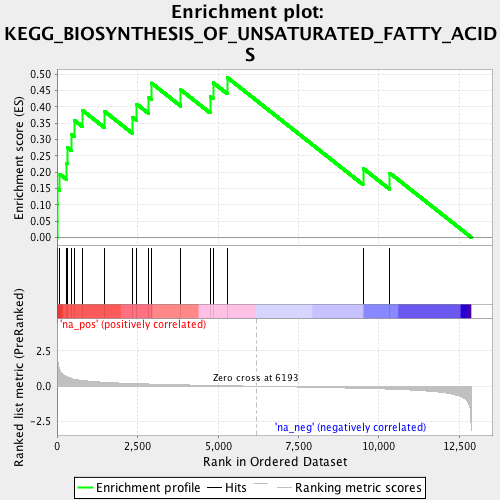 Enrichment plot:
KEGG_BIOSYNTHESIS_OF_UNSATURATED_FATTY_ACID
S
Enrichment score (ES)
0.50
0.45
0.40
0.35
0.30
0.25
0.20
0.15
0.10
0.05
0.00
'na_pos' (positively correlated)
Ranked list metric (PreRanked)
2.5
0.0
-2.5
Zero cross at 6193
'na_neg' (negatively correlated)
0
2,500
5,000
7,500
10,000
12,500
Rank in Ordered Dataset
Enrichment profile
Hits
Ranking metric scores